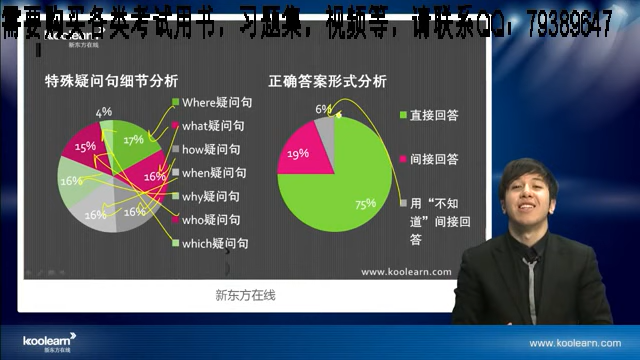 需要购买各类考试用书，习题集，视频等，请联系QQ：79389647
koolearn
新东方在线
特殊疑问句细节分析
正确答案形式分析
4%
17%
15%
16%
16%
16%
16%
Where疑问句
what疑问句
how疑问句
when疑问句
why疑问句
who疑问句
which疑问句
6%
19%
75%
直接回答
间接回答
用“不知
道”间接回
答
www.koolearn.com
新东方在线
koolearn
新东方在线
www.koolearn.com